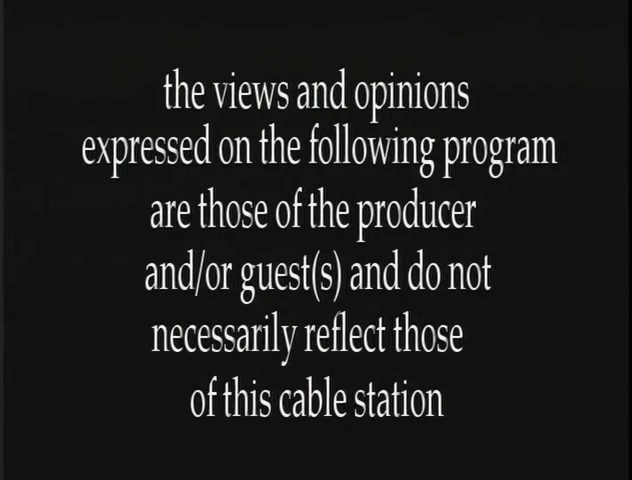 the views and opinions
expressed on the following program
are those of the producer
and/or guest(s) and do not
necessarily reflect those
of this cable station